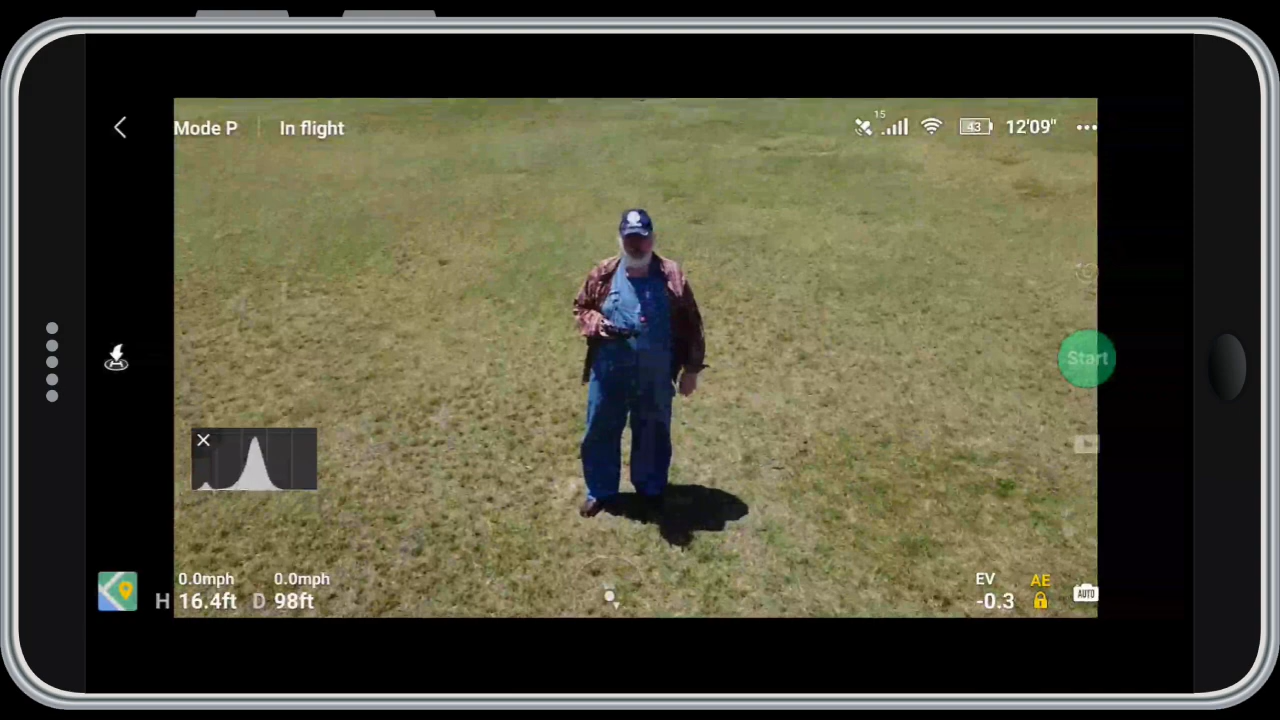 Mode P
In flight
15
43
12'09"
Start
0.0mph
0.0mph
H 16.4ft
D 98ft
EV
-0.3
AE
AUTO